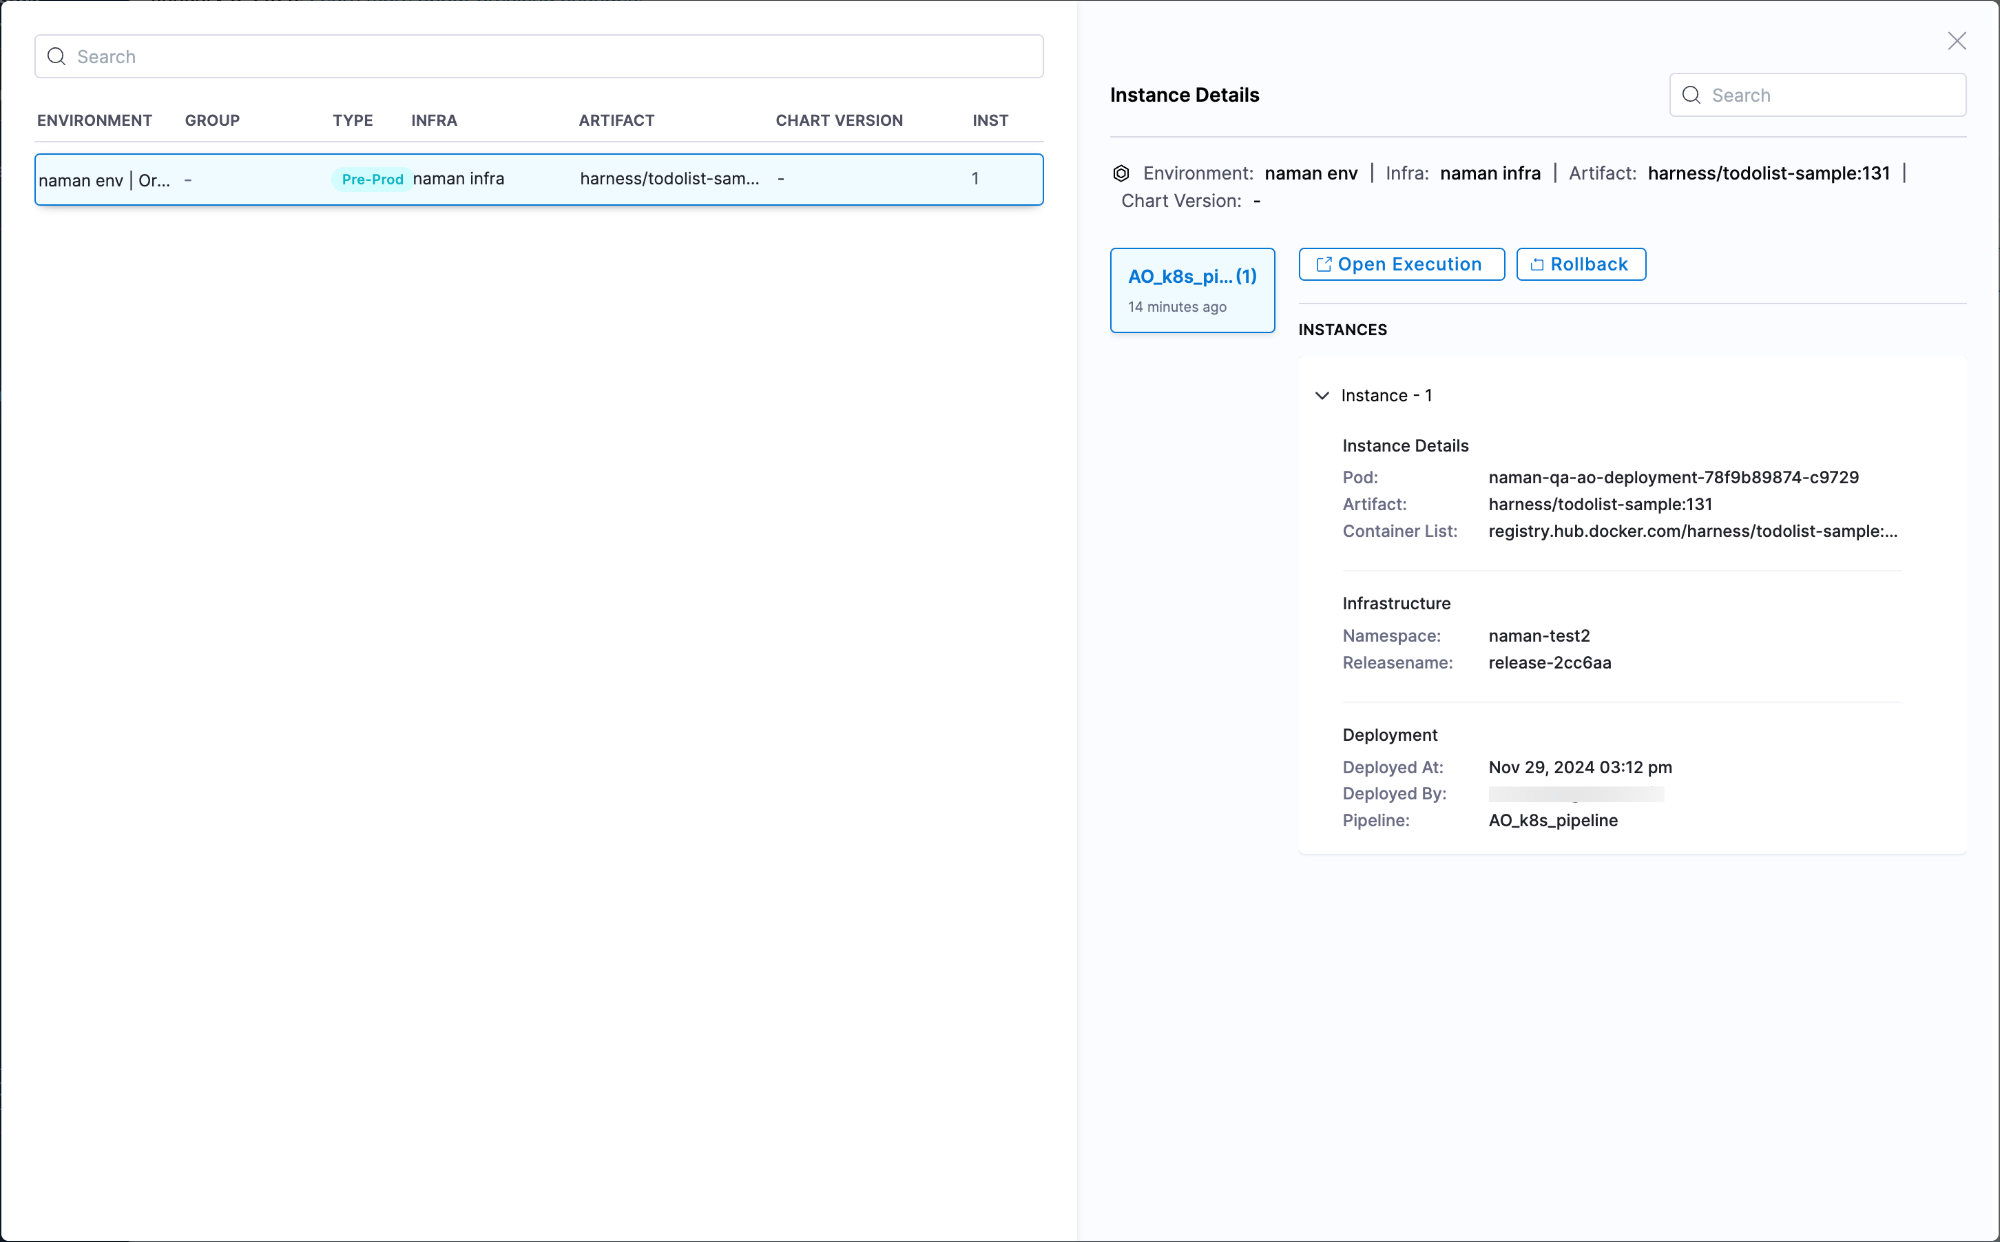 Search
ENVIRONMENT GROUP TYPE INFRA ARTIFACT CHART VERSION INST
naman env | Or... - Pre-Prod naman infra harness/todolist-sam... - 1
Instance Details
Search
Environment: naman env | Infra: naman infra | Artifact: harness/todolist-sample:131 |
Chart Version: -
AO_k8s_pi... (1)
14 minutes ago
Open Execution
Rollback
INSTANCES
Instance - 1
Instance Details
Pod: naman-qa-ao-deployment-78f9b89874-c9729
Artifact: harness/todolist-sample:131
Container List: registry.hub.docker.com/harness/todolist-sample:...
Infrastructure
Namespace: naman-test2
Releasename: release-2cc6aa
Deployment
Deployed At: Nov 29, 2024 03:12 pm
Deployed By:
Pipeline: AO_k8s_pipeline